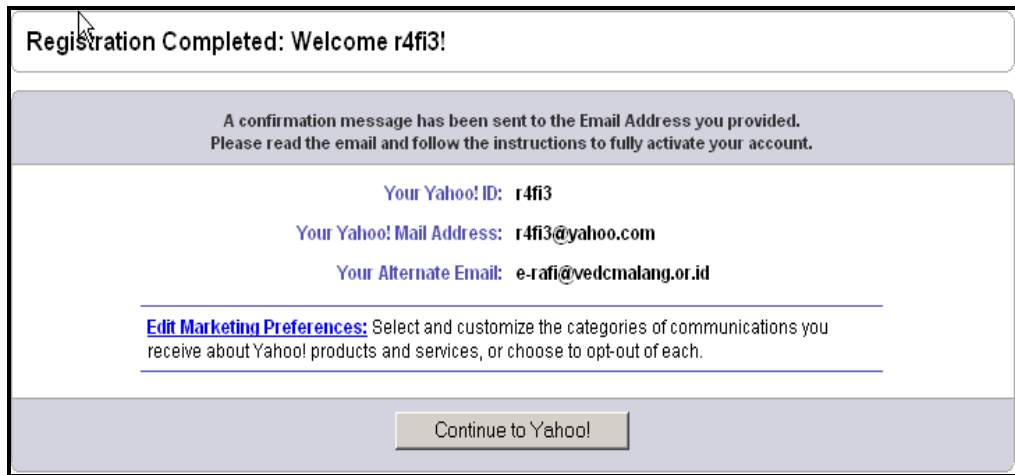 Registration Completed: Welcome r4fi3!
A confirmation message has been sent to the Email Address you provided.
Please read the email and follow the instructions to fully activate your account.
Your Yahoo! ID: r4fi3
Your Yahoo! Mail Address: r4fi3@yahoo.com
Your Alternate Email: e-rafi@vedcmalang.or.id
Edit Marketing Preferences: Select and customize the categories of communications you
receive about Yahoo! products and services, or choose to opt-out of each.
Continue to Yahoo!